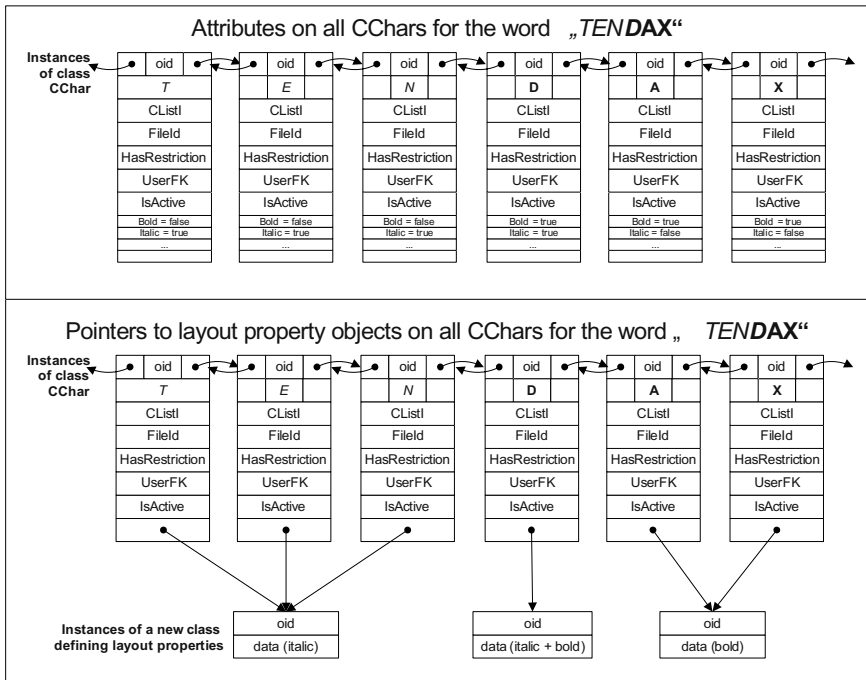 Attributes on all CChars for the word „TENDAX“
Instances of class CChar
oid oid oid oid oid oid
T E N D A X
CListI CListI CListI CListI CListI CListI
FileId FileId FileId FileId FileId FileId
HasRestriction HasRestriction HasRestriction HasRestriction HasRestriction HasRestriction
UserFK UserFK UserFK UserFK UserFK UserFK
IsActive IsActive IsActive IsActive IsActive IsActive
Bold = false Bold = false Bold = false Bold = true Bold = true Bold = true
Italic = true Italic = true Italic = true Italic = true Italic = false Italic = false
... ... ... ... ... ...
Pointers to layout property objects on all CChars for the word „ TENDAX“
Instances of class CChar
oid oid oid oid oid oid
T E N D A X
CListI CListI CListI CListI CListI CListI
FileId FileId FileId FileId FileId FileId
HasRestriction HasRestriction HasRestriction HasRestriction HasRestriction HasRestriction
UserFK UserFK UserFK UserFK UserFK UserFK
IsActive IsActive IsActive IsActive IsActive IsActive
Instances of a new class
defining layout properties
oid oid oid
data (italic) data (italic + bold) data (bold)